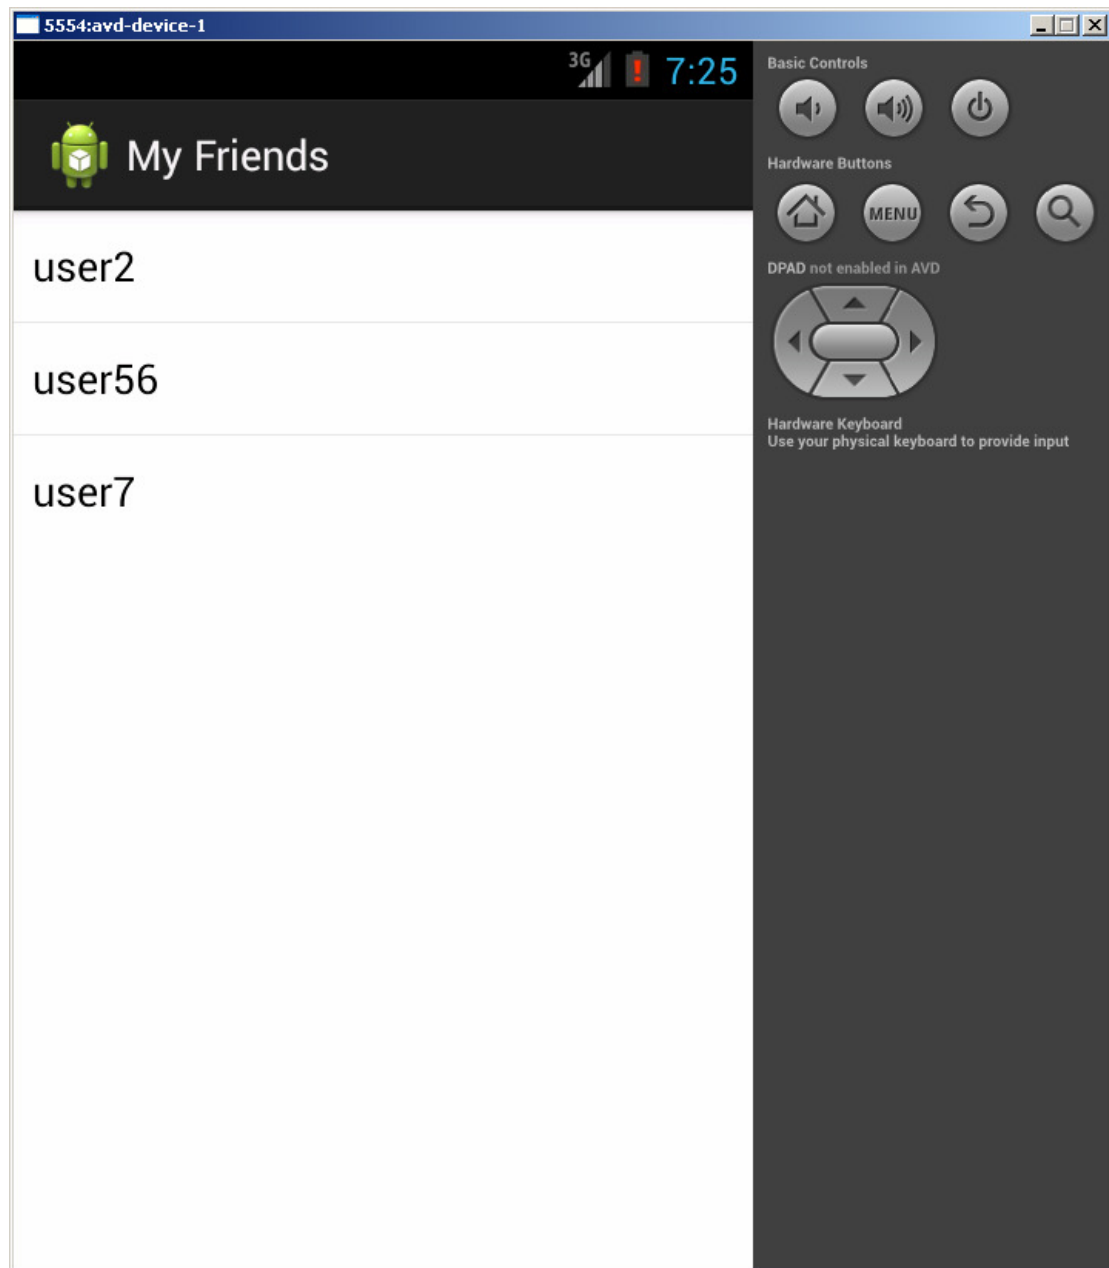 5554:avd-device-1
3G 7:25
My Friends
user2
user56
user7
Basic Controls
Hardware Buttons
MENU
DPAD not enabled in AVD
Hardware Keyboard
Use your physical keyboard to provide input